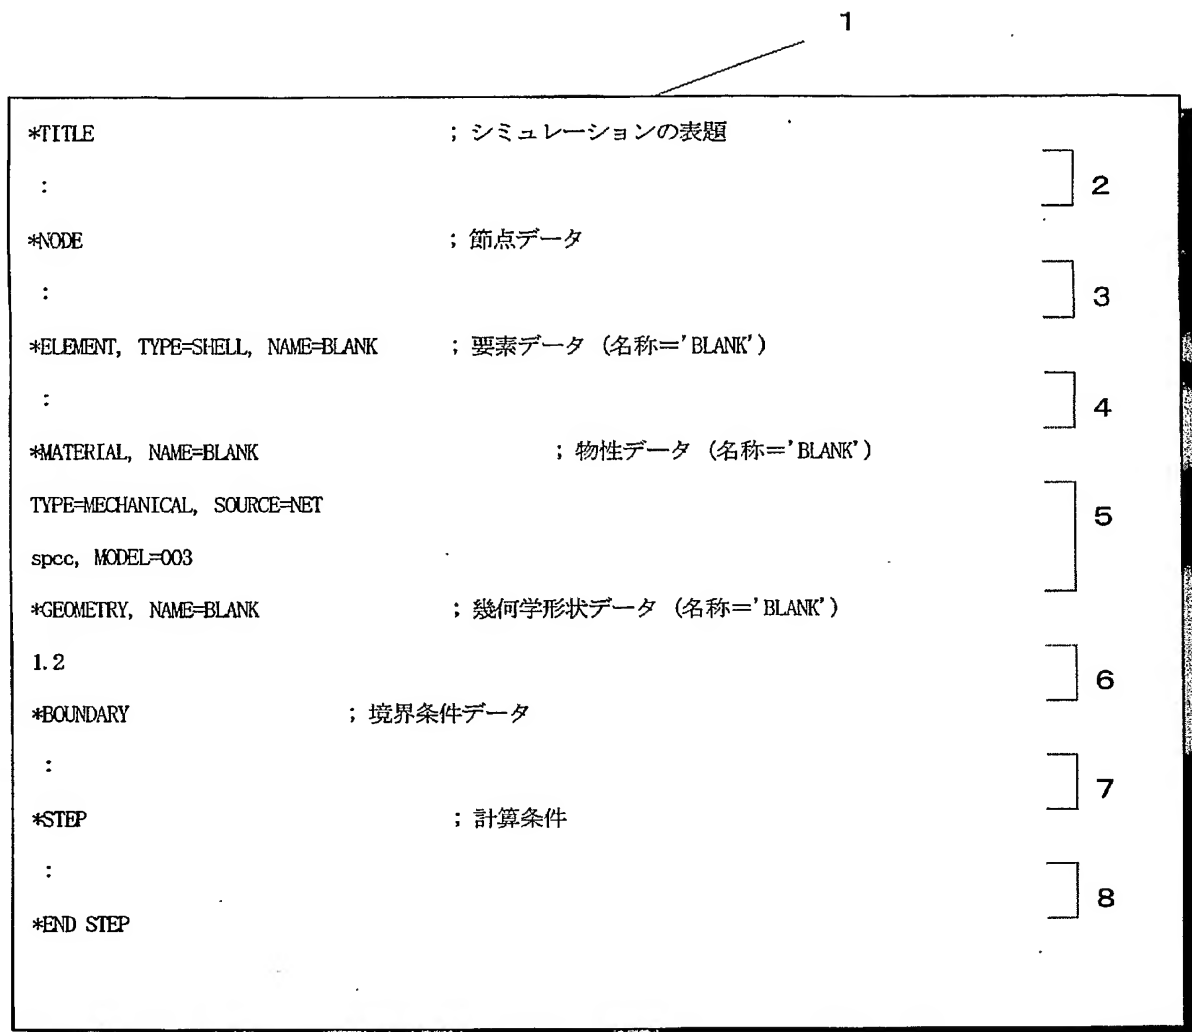 1
*TITLE ; シミュレーションの表題
: 2
*NODE ; 節点データ
: 3
*ELEMENT, TYPE=SHELL, NAME=BLANK ; 要素データ (名称='BLANK')
: 4
*MATERIAL, NAME=BLANK ; 物性データ (名称='BLANK')
TYPE=MECHANICAL, SOURCE=NET 5
spcc, MODEL=003
*GEOMETRY, NAME=BLANK ; 幾何学形状データ (名称='BLANK')
1.2 6
*BOUNDARY ; 境界条件データ
: 7
*STEP ; 計算条件
: 8
*END STEP